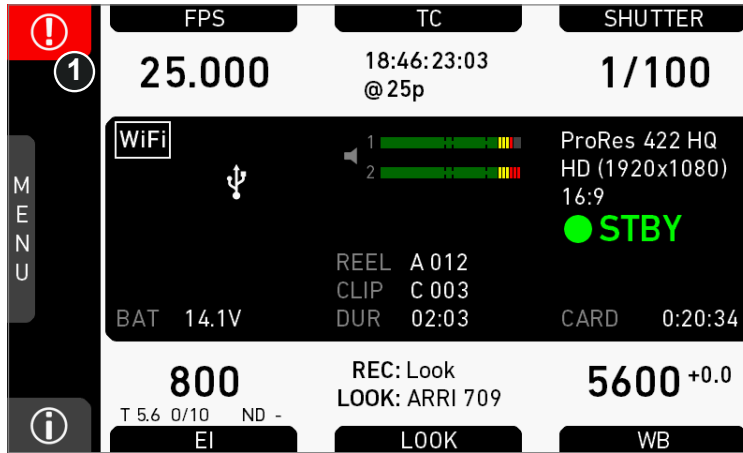 FPS TC SHUTTER
!
1
25.000 18:46:23:03 1/100
@ 25p
WiFi 1 ProRes 422 HQ
2 HD (1920x1080)
16:9
STBY
MENU
REEL A 012
CLIP C 003
BAT 14.1V DUR 02:03 CARD 0:20:34
800 REC: Look 5600 +0.0
LOOK: ARRI 709
T 5.6 0/10 ND -
i
EI LOOK WB